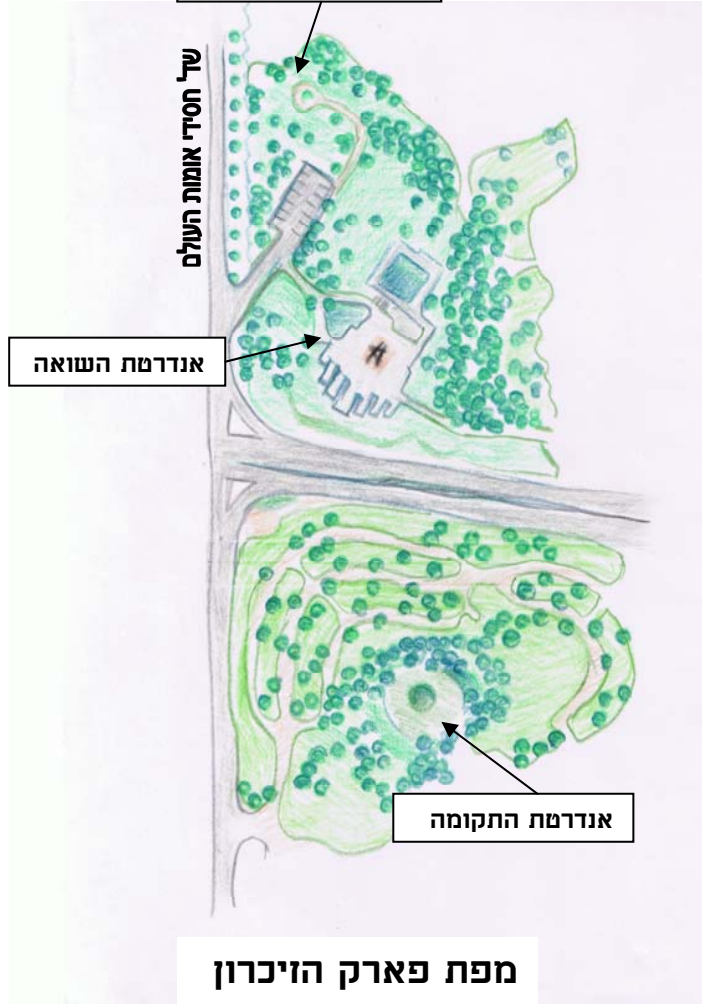 שד' חסידי אומות העולם
אנדרטת השואה
אנדרטת התקומה
מפת פארק הזיכרון